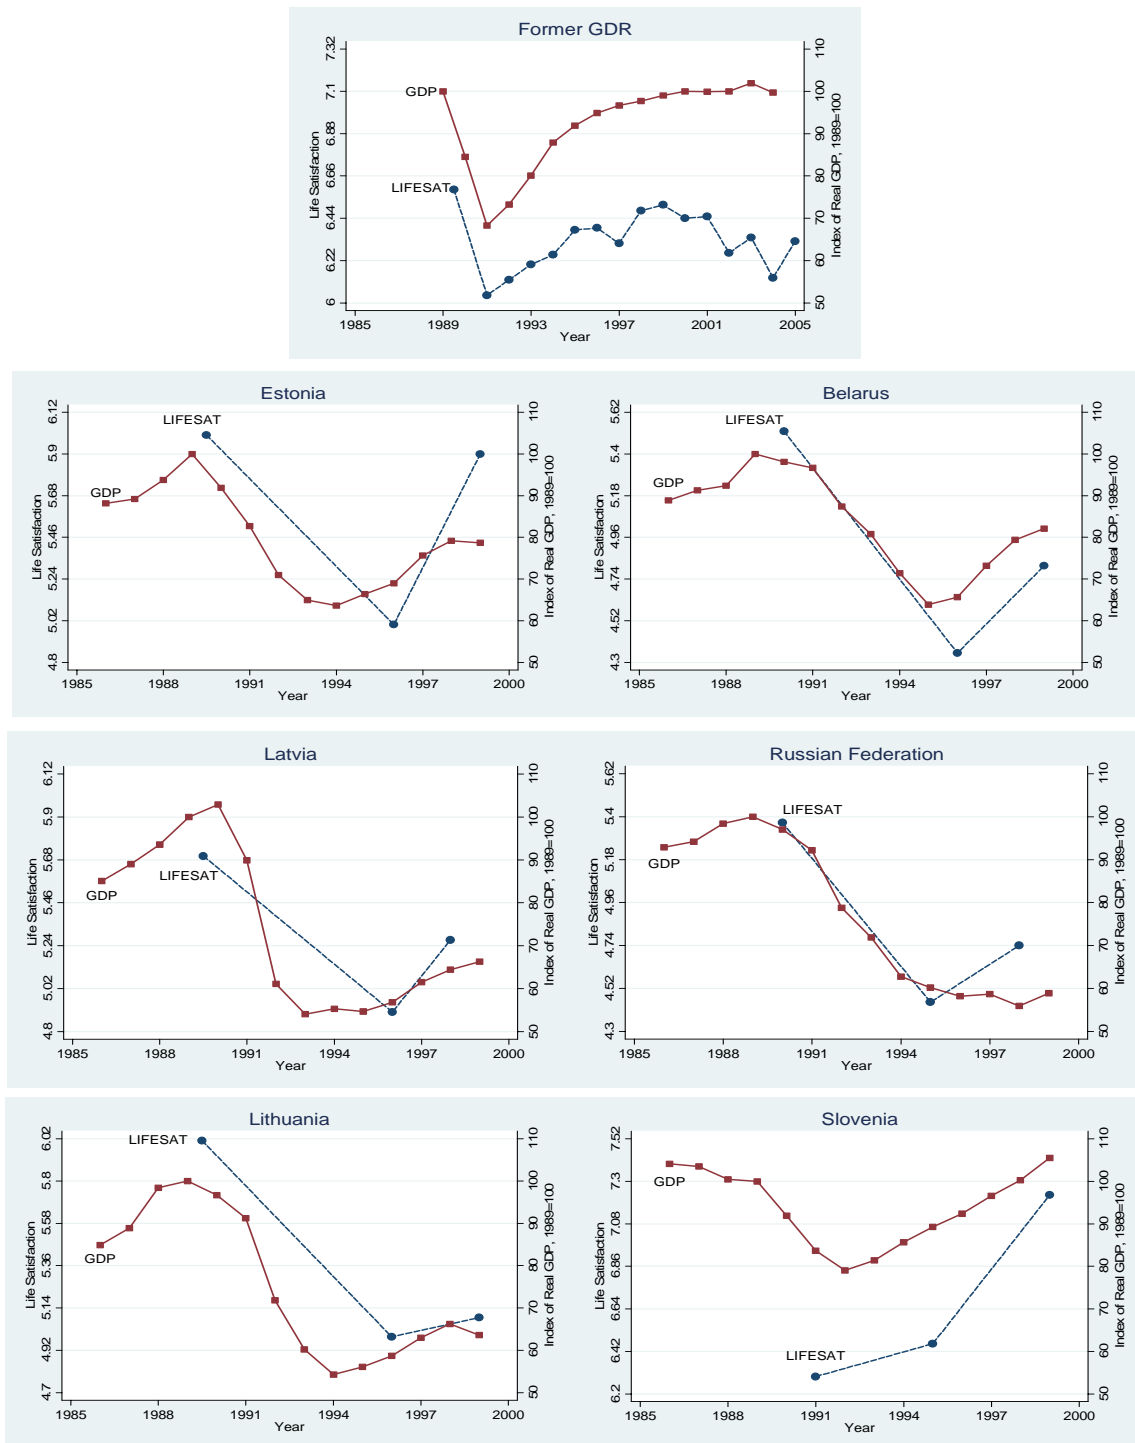 Former GDR
Life Satisfaction
7.32
7.1
6.88
6.66
6.44
6.22
6
GDP
LIFESAT
110
100
90
80
70
60
50
Index of Real GDP, 1989=100
1985 1989 1993 1997 2001 2005
Year
Estonia
Life Satisfaction
6.12
5.9
5.68
5.46
5.24
5.02
4.8
LIFESAT
GDP
110
100
90
80
70
60
50
Index of Real GDP, 1989=100
1985 1988 1991 1994 1997 2000
Year
Belarus
Life Satisfaction
5.62
5.4
5.18
4.96
4.74
4.52
4.3
LIFESAT
GDP
110
100
90
80
70
60
50
Index of Real GDP, 1989=100
1985 1988 1991 1994 1997 2000
Year
Latvia
Life Satisfaction
6.12
5.9
5.68
5.46
5.24
5.02
4.8
LIFESAT
GDP
110
100
90
80
70
60
50
Index of Real GDP, 1989=100
1985 1988 1991 1994 1997 2000
Year
Russian Federation
Life Satisfaction
5.62
5.4
5.18
4.96
4.74
4.52
4.3
LIFESAT
GDP
110
100
90
80
70
60
50
Index of Real GDP, 1989=100
1985 1988 1991 1994 1997 2000
Year
Lithuania
Life Satisfaction
6.02
5.8
5.58
5.36
5.14
4.92
4.7
LIFESAT
GDP
110
100
90
80
70
60
50
Index of Real GDP, 1989=100
1985 1988 1991 1994 1997 2000
Year
Slovenia
Life Satisfaction
7.52
7.3
7.08
6.86
6.64
6.42
6.2
GDP
LIFESAT
110
100
90
80
70
60
50
Index of Real GDP, 1989=100
1985 1988 1991 1994 1997 2000
Year